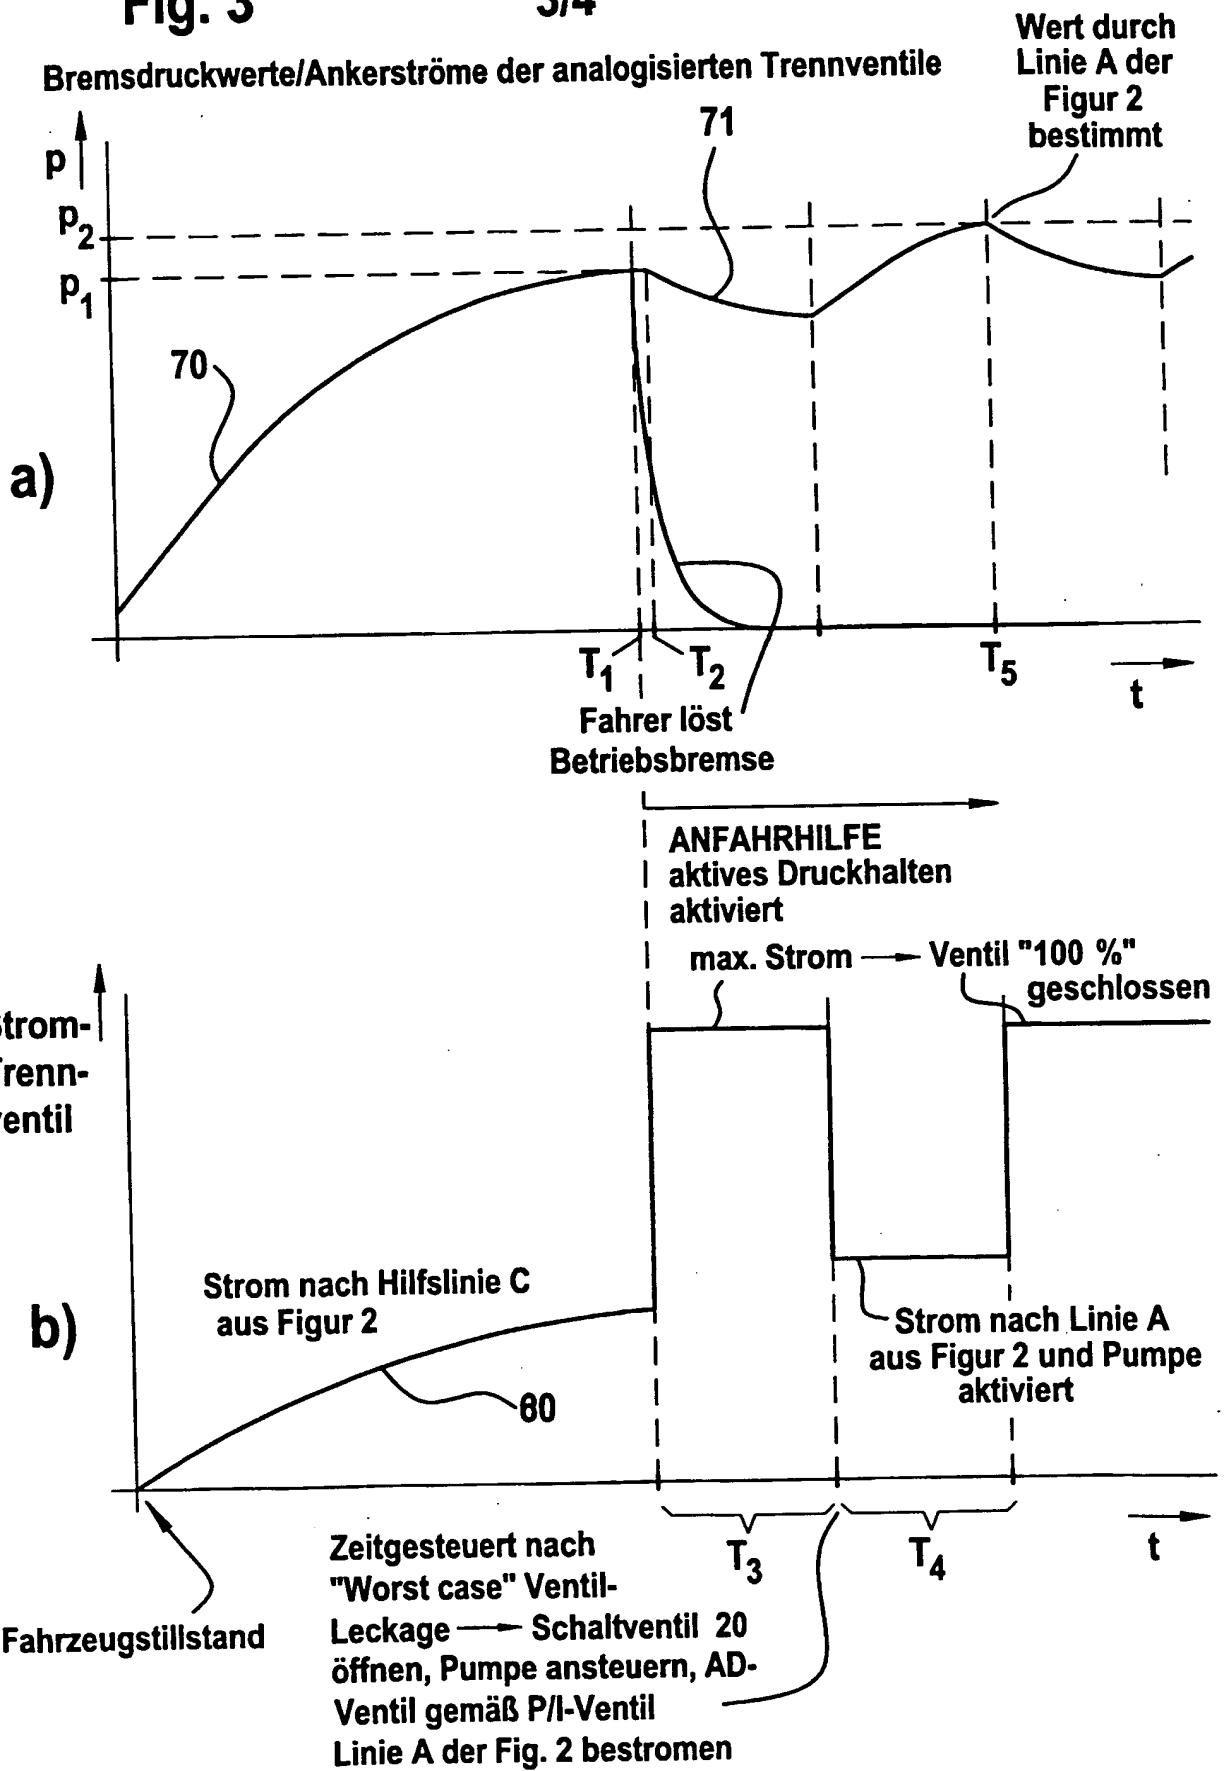 Fig. 3
3/4
Bremsdruckwerte/Ankerströme der analogisierten Trennventile
Wert durch
Linie A der
Figur 2
bestimmt
p
p2
p1
71
70
a)
T1
T2
T5
t
Fahrer löst
Betriebsbremse
ANFAHRHILFE
aktives Druckhalten
aktiviert
max. Strom → Ventil "100 %"
geschlossen
Strom-
Trenn-
ventil
b)
Strom nach Hilfslinie C
aus Figur 2
80
Strom nach Linie A
aus Figur 2 und Pumpe
aktiviert
T3
T4
t
Fahrzeugstillstand
Zeitgesteuert nach
"Worst case" Ventil-
Leckage → Schaltventil 20
öffnen, Pumpe ansteuern, AD-
Ventil gemäß P/I-Ventil
Linie A der Fig. 2 bestromen